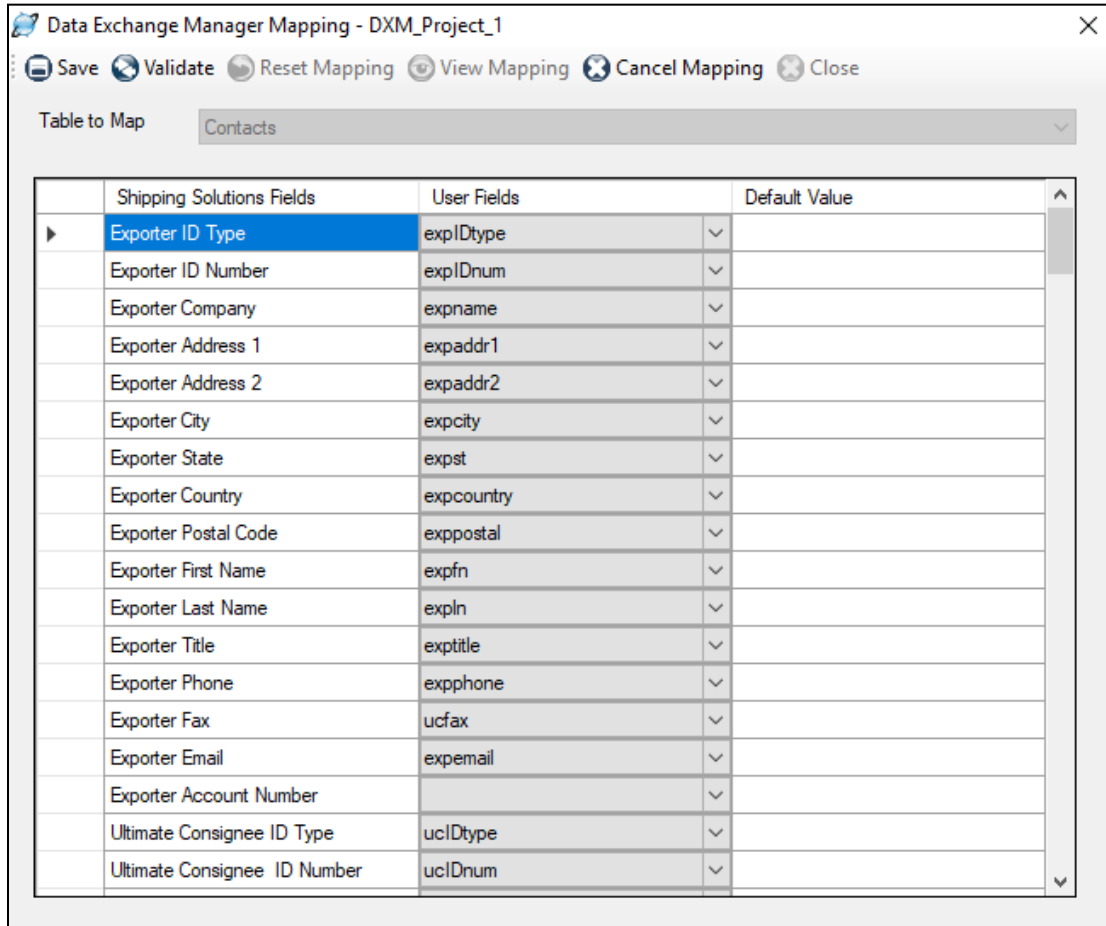 Data Exchange Manager Mapping - DXM_Project_1
Save Validate Reset Mapping View Mapping Cancel Mapping Close
Table to Map Contacts
Shipping Solutions Fields User Fields Default Value
Exporter ID Type expIDtype
Exporter ID Number expIDnum
Exporter Company expname
Exporter Address 1 expaddr1
Exporter Address 2 expaddr2
Exporter City expcity
Exporter State expst
Exporter Country expcountry
Exporter Postal Code exppostal
Exporter First Name expfn
Exporter Last Name expln
Exporter Title exptitle
Exporter Phone expphone
Exporter Fax ucfax
Exporter Email expemail
Exporter Account Number
Ultimate Consignee ID Type ucIDtype
Ultimate Consignee  ID Number ucIDnum